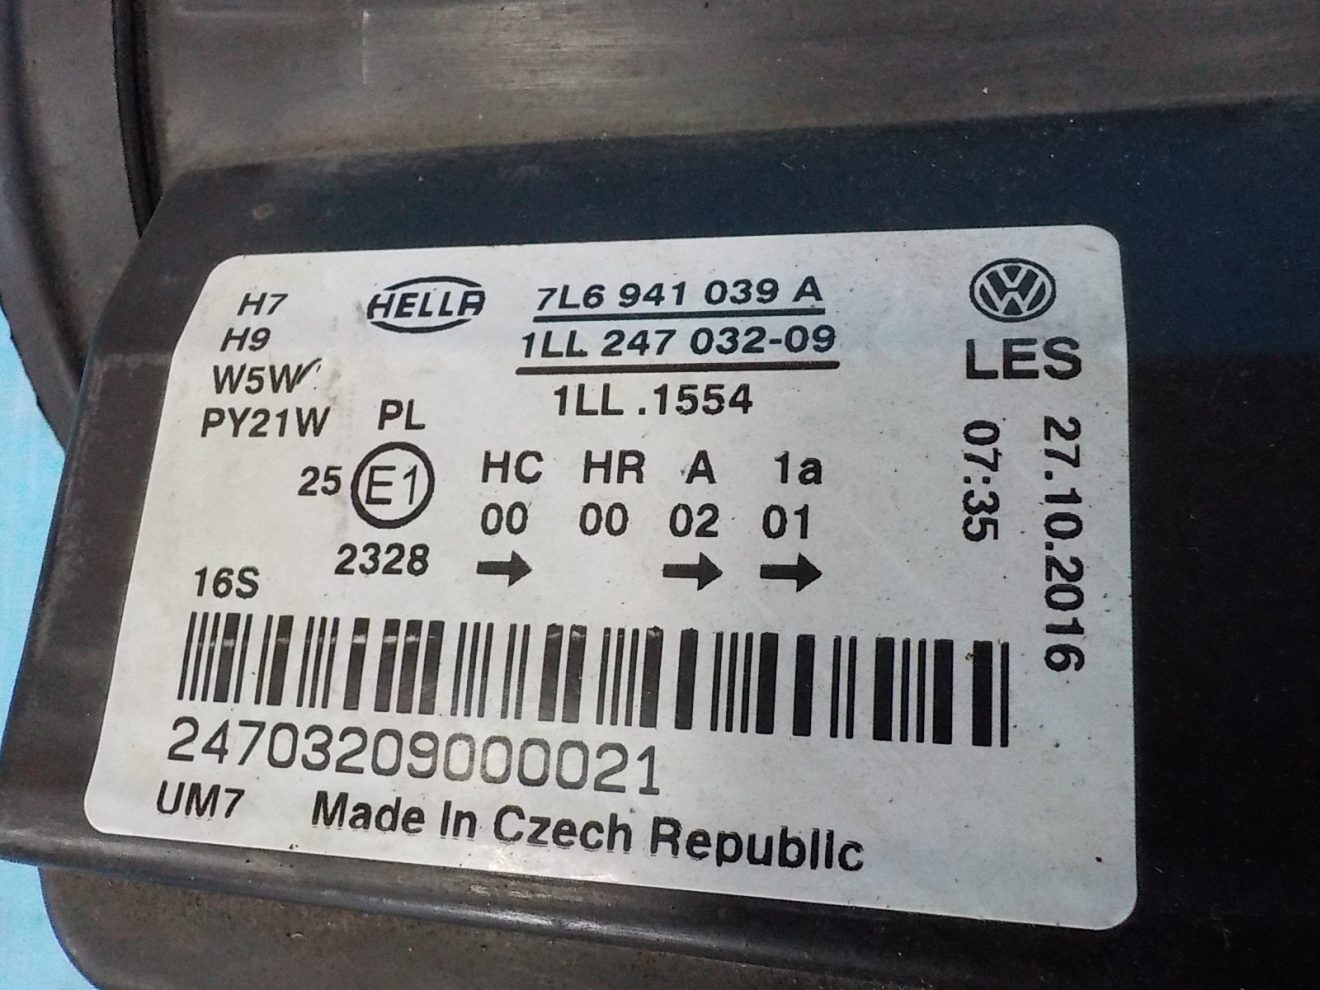 H7
H9
W5W
PY21W
HELLA
7L6 941 039 A
1LL 247 032-09
1LL .1554
LES
27.10.2016
07:35
PL
25 E1
2328
HC HR A 1a
00 00 02 01
16S
24703209000021
UM7 Made In Czech Republic